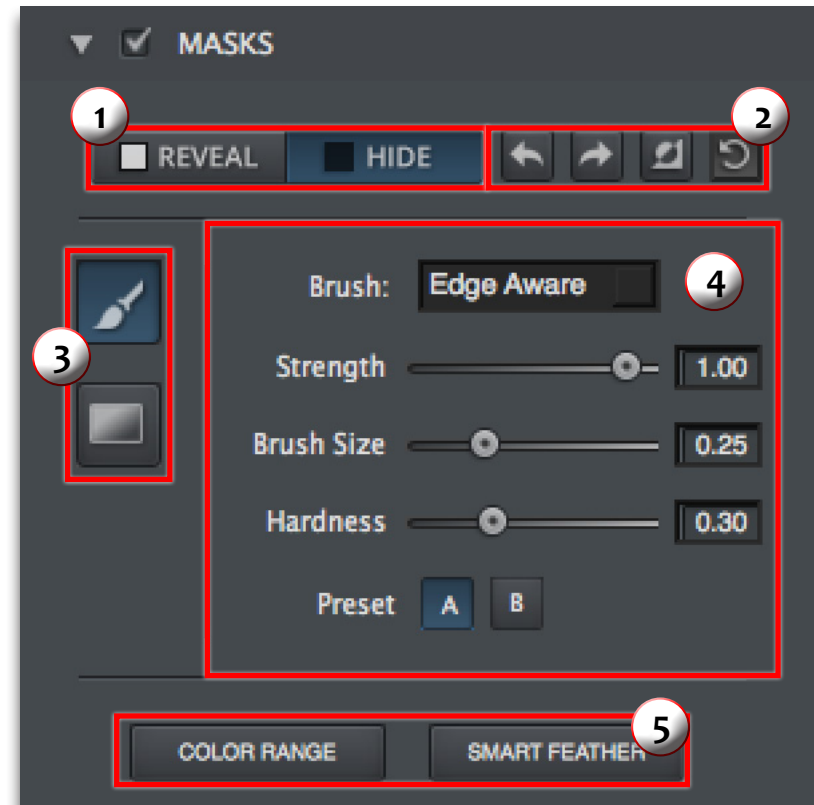 MASKS
1
2
REVEAL HIDE
3
4
Brush: Edge Aware
Strength 1.00
Brush Size 0.25
Hardness 0.30
Preset A B
5
COLOR RANGE SMART FEATHER